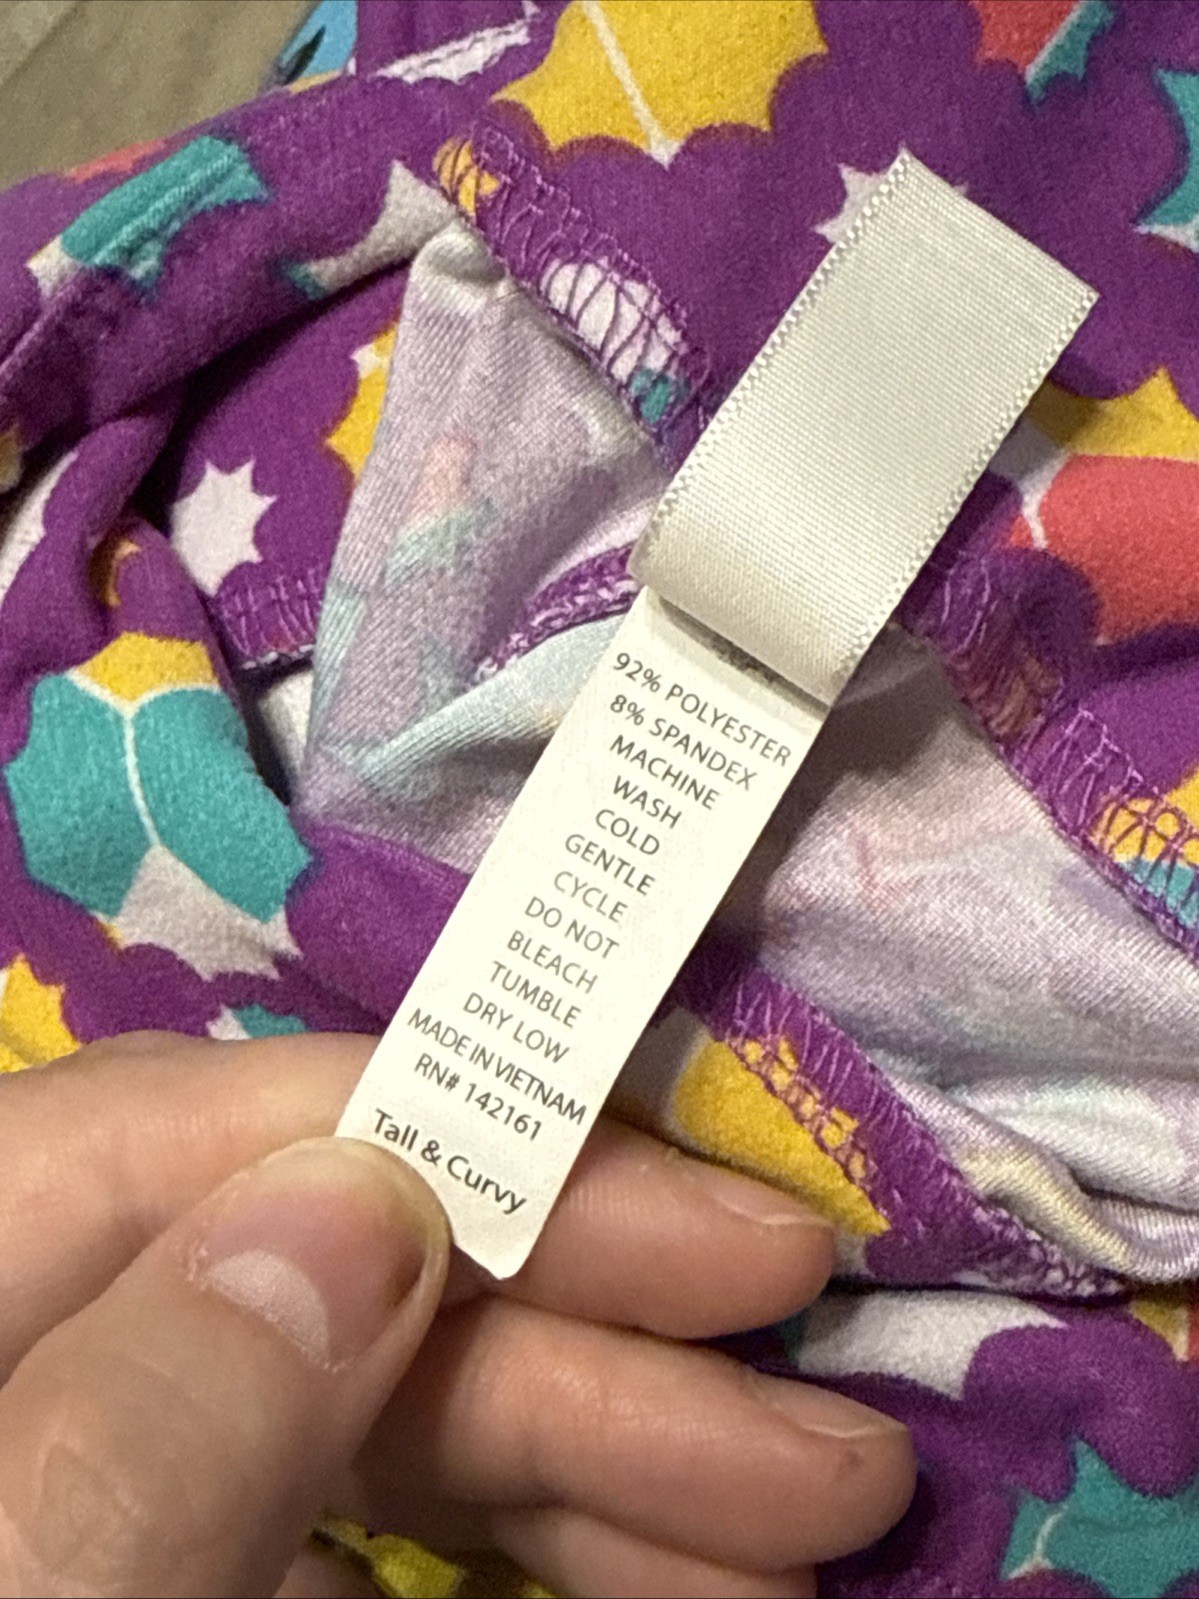 92% POLYESTER
8% SPANDEX
MACHINE
WASH
COLD
GENTLE
CYCLE
DO NOT
BLEACH
TUMBLE
DRY LOW
MADE IN VIETNAM
RN# 142161
Tall & Curvy